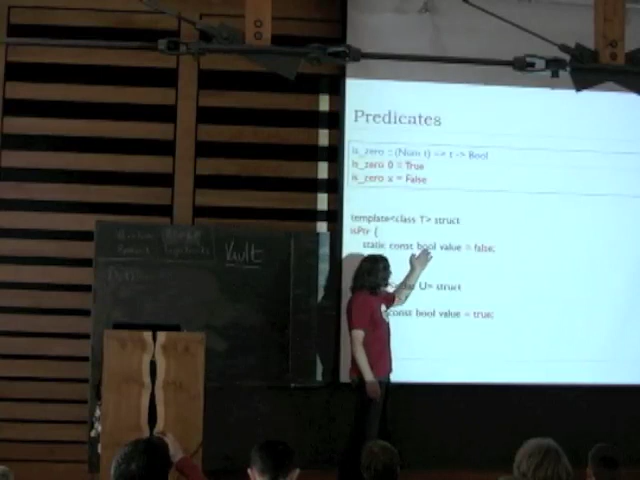 Predicates
is_zero :: (Num t) => t -> Bool
is_zero 0 = True
is_zero x = False
template<class T> struct
isPtr {
static const bool value = false;
U> struct
const bool value = true;
Vault